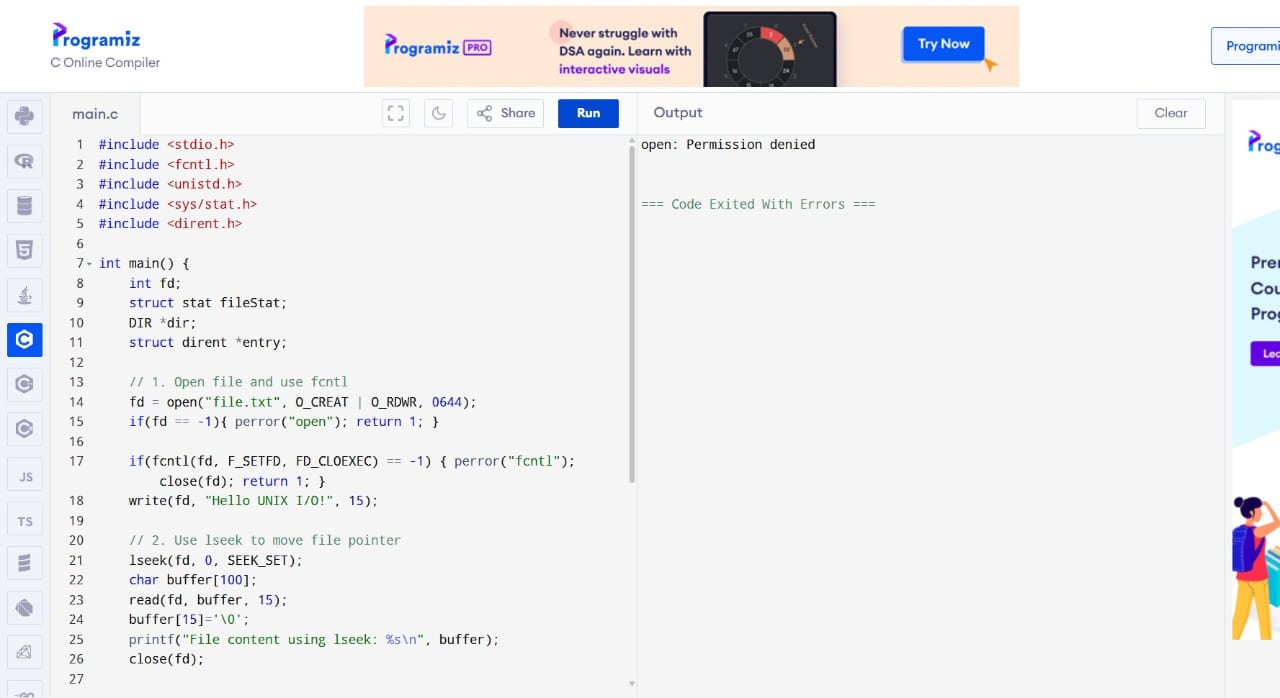 Programiz
C Online Compiler
Programiz PRO
Never struggle with
DSA again. Learn with
interactive visuals
Try Now
main.c
Share
Run
Output
Clear
1 #include <stdio.h>
2 #include <fcntl.h>
3 #include <unistd.h>
4 #include <sys/stat.h>
5 #include <dirent.h>
6
7 int main() {
8 int fd;
9 struct stat fileStat;
10 DIR *dir;
11 struct dirent *entry;
12
13 // 1. Open file and use fcntl
14 fd = open("file.txt", O_CREAT | O_RDWR, 0644);
15 if(fd == -1){ perror("open"); return 1; }
16
17 if(fcntl(fd, F_SETFD, FD_CLOEXEC) == -1) { perror("fcntl");
close(fd); return 1; }
18 write(fd, "Hello UNIX I/O!", 15);
19
20 // 2. Use lseek to move file pointer
21 lseek(fd, 0, SEEK_SET);
22 char buffer[100];
23 read(fd, buffer, 15);
24 buffer[15]='\0';
25 printf("File content using lseek: %s\n", buffer);
26 close(fd);
27
JS
TS
open: Permission denied
=== Code Exited With Errors ===